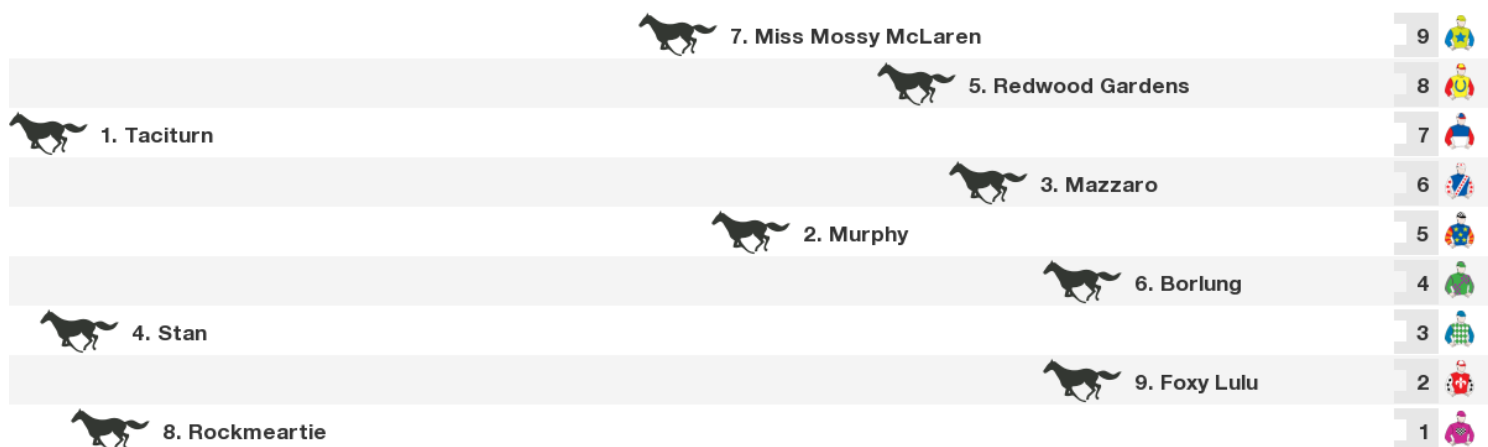 7. Miss Mossy McLaren 9
5. Redwood Gardens 8
1. Taciturn 7
3. Mazzaro 6
2. Murphy 5
6. Borlung 4
4. Stan 3
9. Foxy Lulu 2
8. Rockmeartie 1